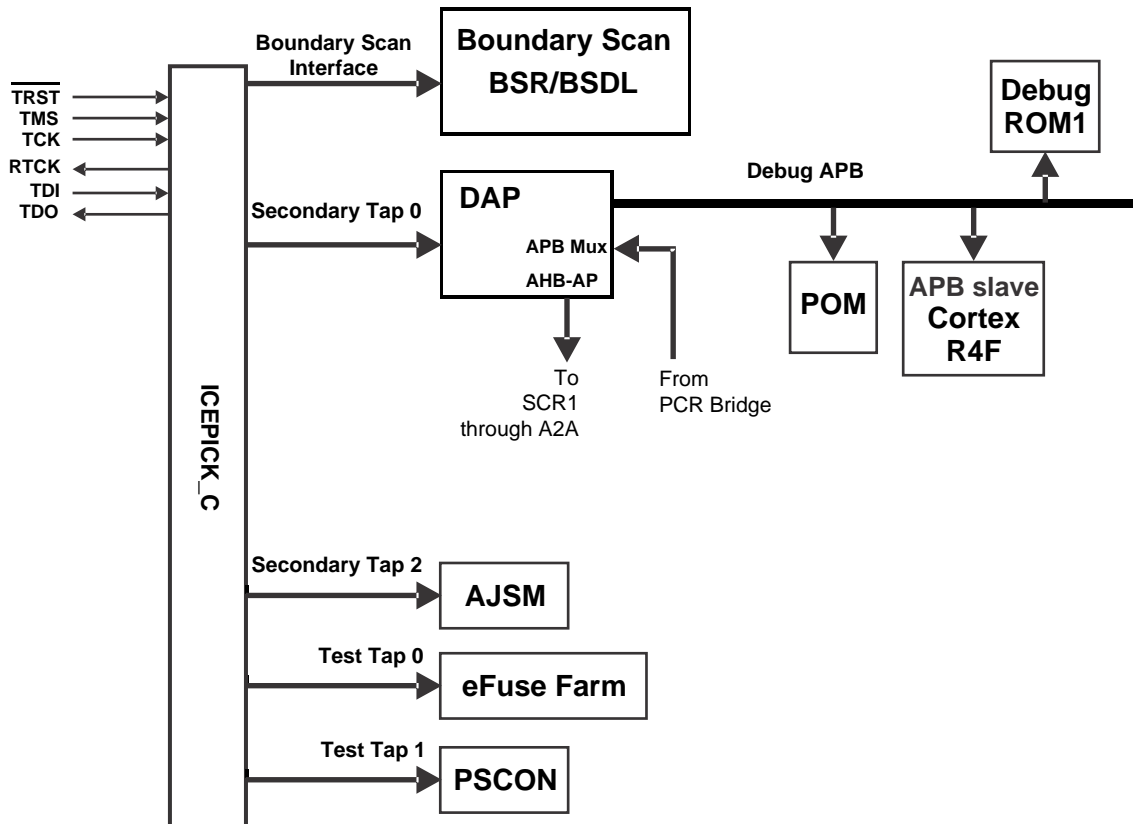 Boundary Scan
Interface
Boundary Scan
BSR/BSDL
TRST
TMS
TCK
RTCK
TDI
TDO
Debug
ROM1
Debug APB
Secondary Tap 0
DAP
APB Mux
AHB-AP
POM
APB slave
Cortex
R4F
To
SCR1
through A2A
From
PCR Bridge
ICEPICK_C
Secondary Tap 2
AJSM
Test Tap 0
eFuse Farm
Test Tap 1
PSCON